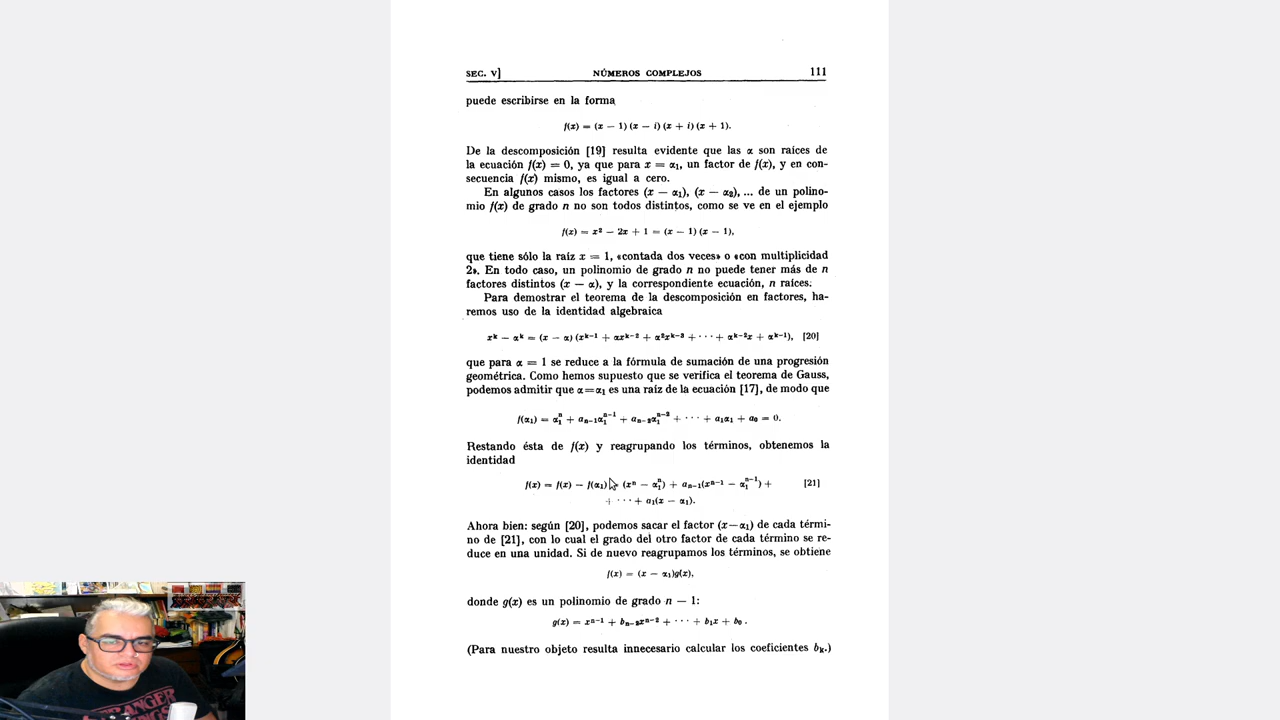 SEC. V] NÚMEROS COMPLEJOS 111
puede escribirse en la forma
f(x) = (x − 1) (x − i) (x + i) (x + 1).
De la descomposición [19] resulta evidente que las α son raíces de
la ecuación f(x) = 0, ya que para x = α₁, un factor de f(x), y en con-
secuencia f(x) mismo, es igual a cero.
En algunos casos los factores (x − α₁), (x − α₂), ... de un polino-
mio f(x) de grado n no son todos distintos, como se ve en el ejemplo
f(x) = x² − 2x + 1 = (x − 1) (x − 1),
que tiene sólo la raíz x = 1, «contada dos veces» o «con multiplicidad
2». En todo caso, un polinomio de grado n no puede tener más de n
factores distintos (x − α), y la correspondiente ecuación, n raíces.
Para demostrar el teorema de la descomposición en factores, ha-
remos uso de la identidad algebraica
xᵏ − αᵏ = (x − α) (xᵏ⁻¹ + αxᵏ⁻² + α²xᵏ⁻³ + ··· + αᵏ⁻²x + αᵏ⁻¹), [20]
que para α = 1 se reduce a la fórmula de sumación de una progresión
geométrica. Como hemos supuesto que se verifica el teorema de Gauss,
podemos admitir que α=α₁ es una raíz de la ecuación [17], de modo que
f(α₁) = α₁ⁿ + aₙ₋₁α₁ⁿ⁻¹ + aₙ₋₂α₁ⁿ⁻² + ··· + a₁α₁ + a₀ = 0.
Restando ésta de f(x) y reagrupando los términos, obtenemos la
identidad
f(x) = f(x) − f(α₁) = (xⁿ − α₁ⁿ) + aₙ₋₁(xⁿ⁻¹ − α₁ⁿ⁻¹) + [21]
+ ··· + a₁(x − α₁).
Ahora bien: según [20], podemos sacar el factor (x−α₁) de cada térmi-
no de [21], con lo cual el grado del otro factor de cada término se re-
duce en una unidad. Si de nuevo reagrupamos los términos, se obtiene
f(x) = (x − α₁)g(x),
donde g(x) es un polinomio de grado n − 1:
g(x) = xⁿ⁻¹ + bₙ₋₂xⁿ⁻² + ··· + b₁x + b₀.
(Para nuestro objeto resulta innecesario calcular los coeficientes bₖ.)